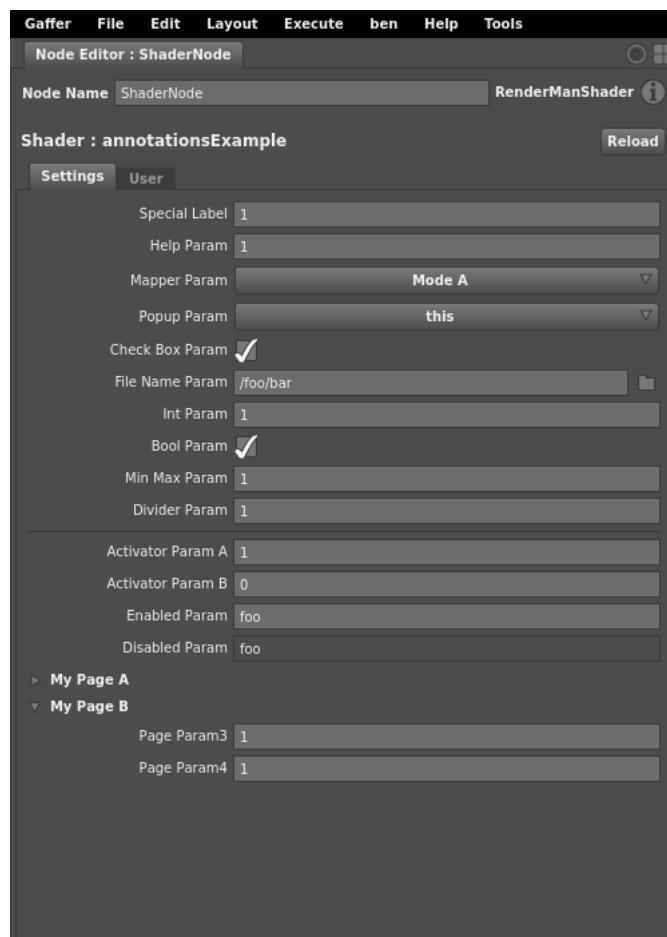 Gaffer File Edit Layout Execute ben Help Tools
Node Editor : ShaderNode
Node Name ShaderNode RenderManShader
Shader : annotationsExample Reload
Settings User
Special Label 1
Help Param 1
Mapper Param Mode A
Popup Param this
Check Box Param
File Name Param /foo/bar
Int Param 1
Bool Param
Min Max Param 1
Divider Param 1
Activator Param A 1
Activator Param B 0
Enabled Param foo
Disabled Param foo
My Page A
My Page B
Page Param3 1
Page Param4 1